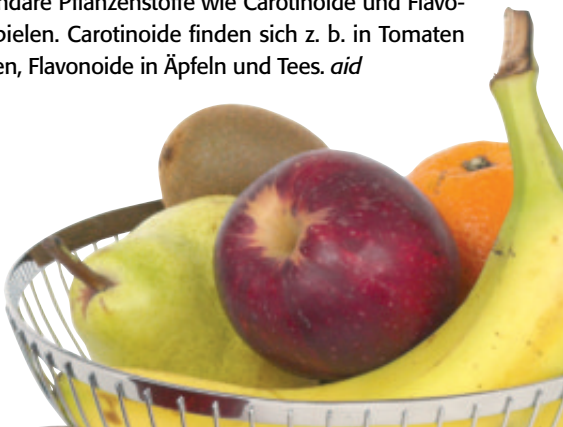 ndäre Pflanzenstoffe wie Carotinoide und Flavo-
pielen. Carotinoide finden sich z. b. in Tomaten
en, Flavonoide in Äpfeln und Tees. aid